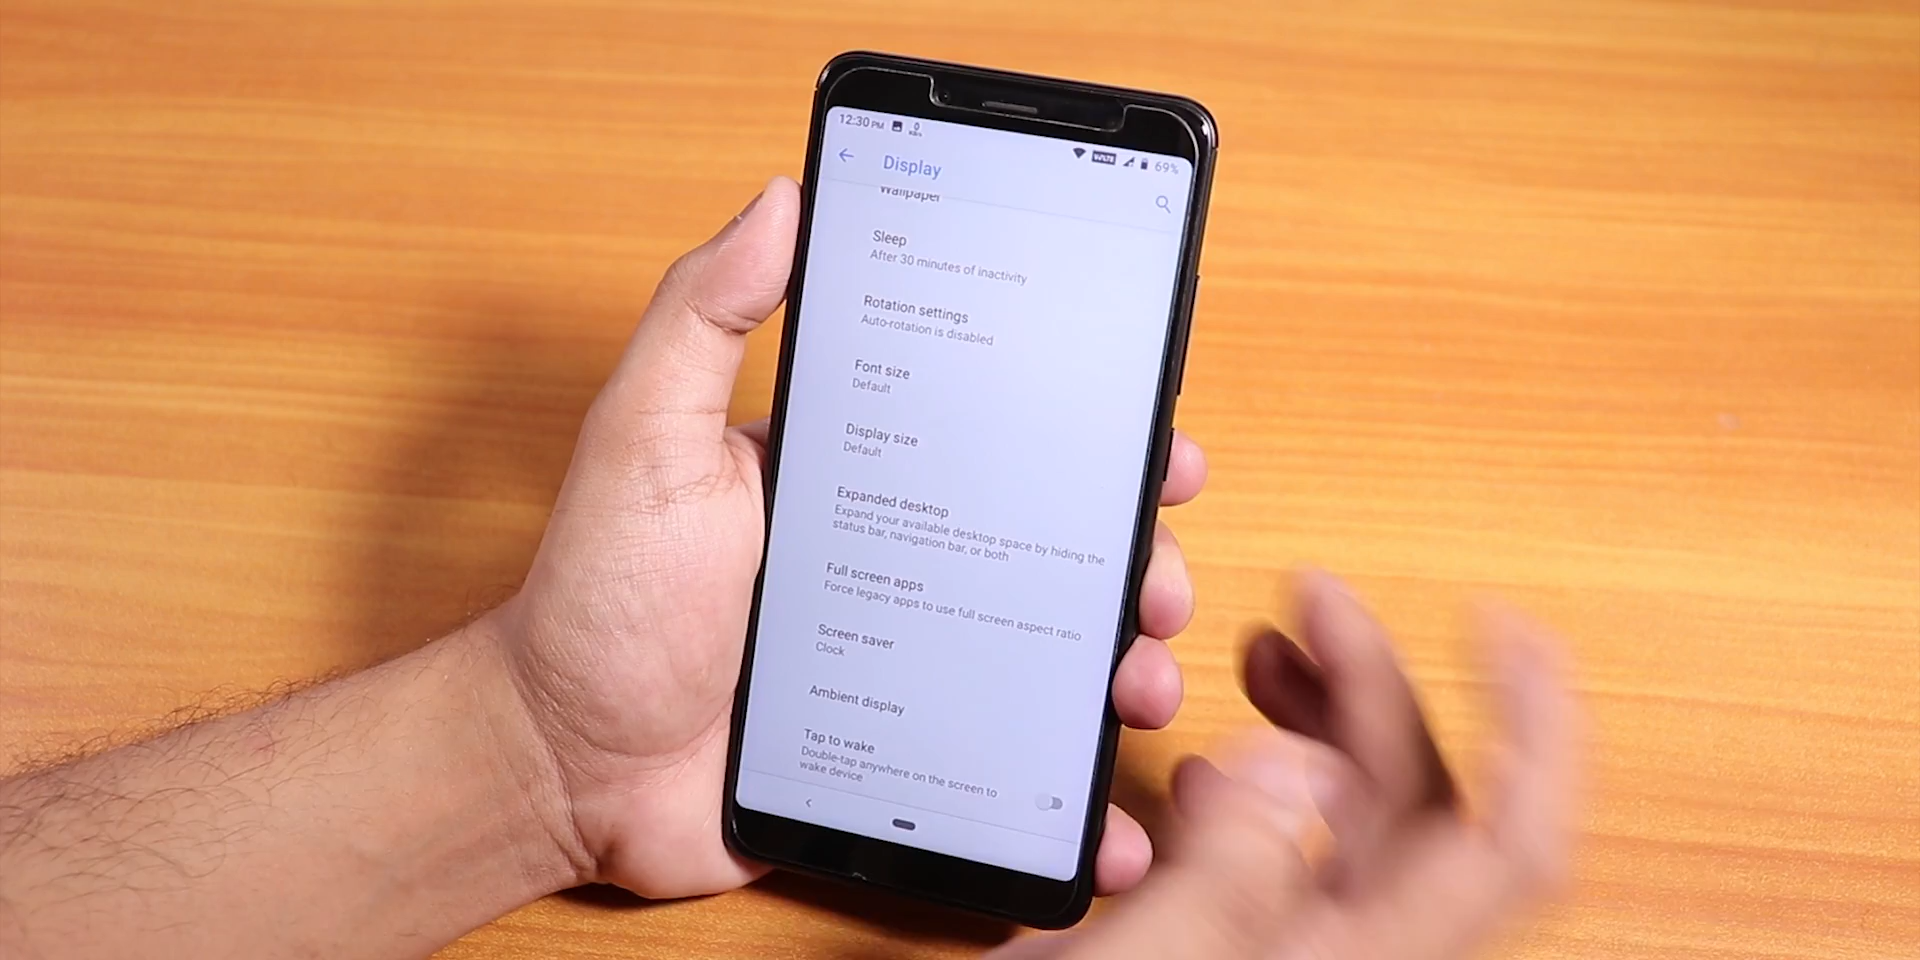 12:30 PM
69%
Display
Wallpaper
Sleep
After 30 minutes of inactivity
Rotation settings
Auto-rotation is disabled
Font size
Default
Display size
Default
Expanded desktop
Expand your available desktop space by hiding the
status bar, navigation bar, or both
Full screen apps
Force legacy apps to use full screen aspect ratio
Screen saver
Clock
Ambient display
Tap to wake
Double-tap anywhere on the screen to
wake device